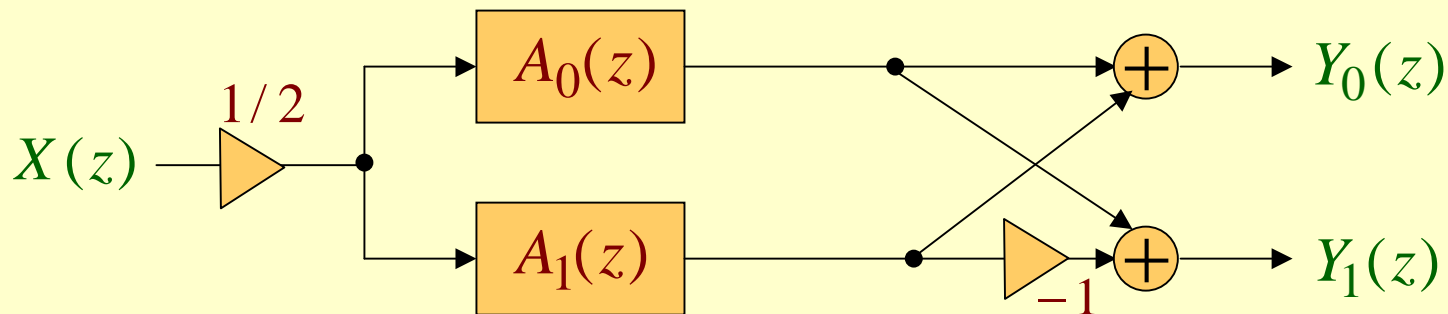 A₀(z)
+
Y₀(z)
1/2
X(z)
A₁(z)
−1
+
Y₁(z)